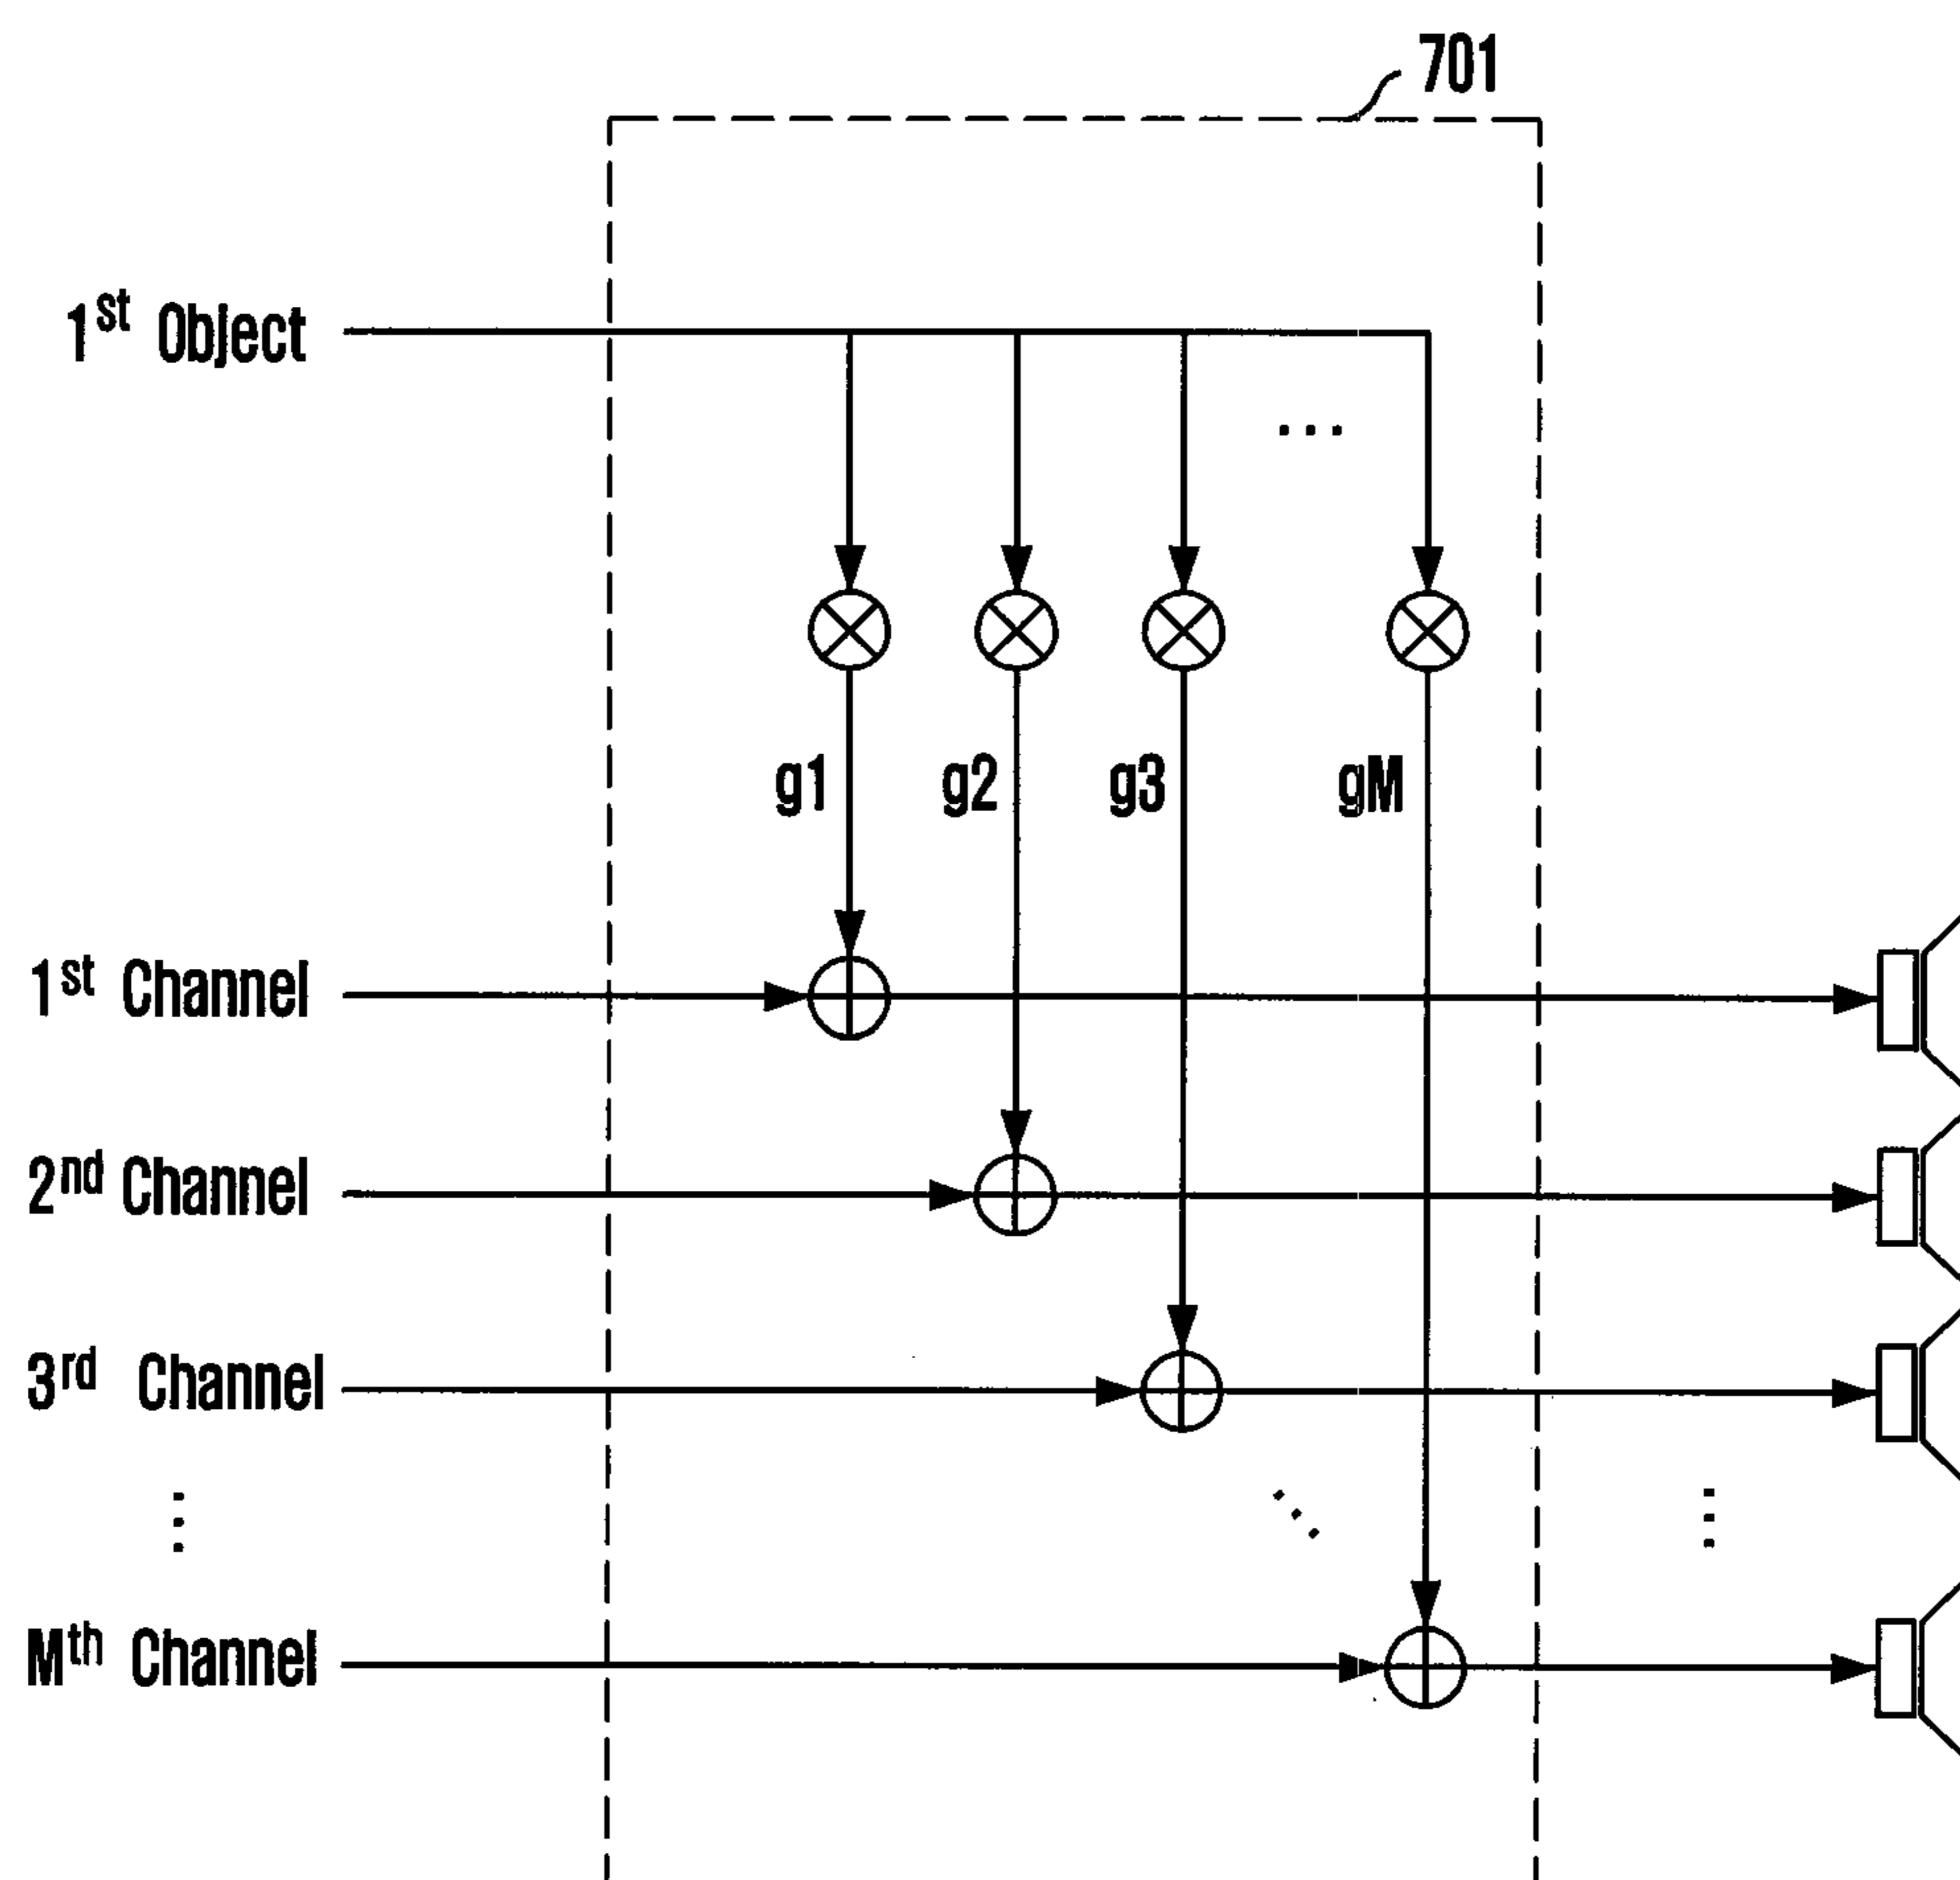 701
1st Object
...
g1 g2 g3 gM
1st Channel
2nd Channel
3rd Channel
Mth Channel